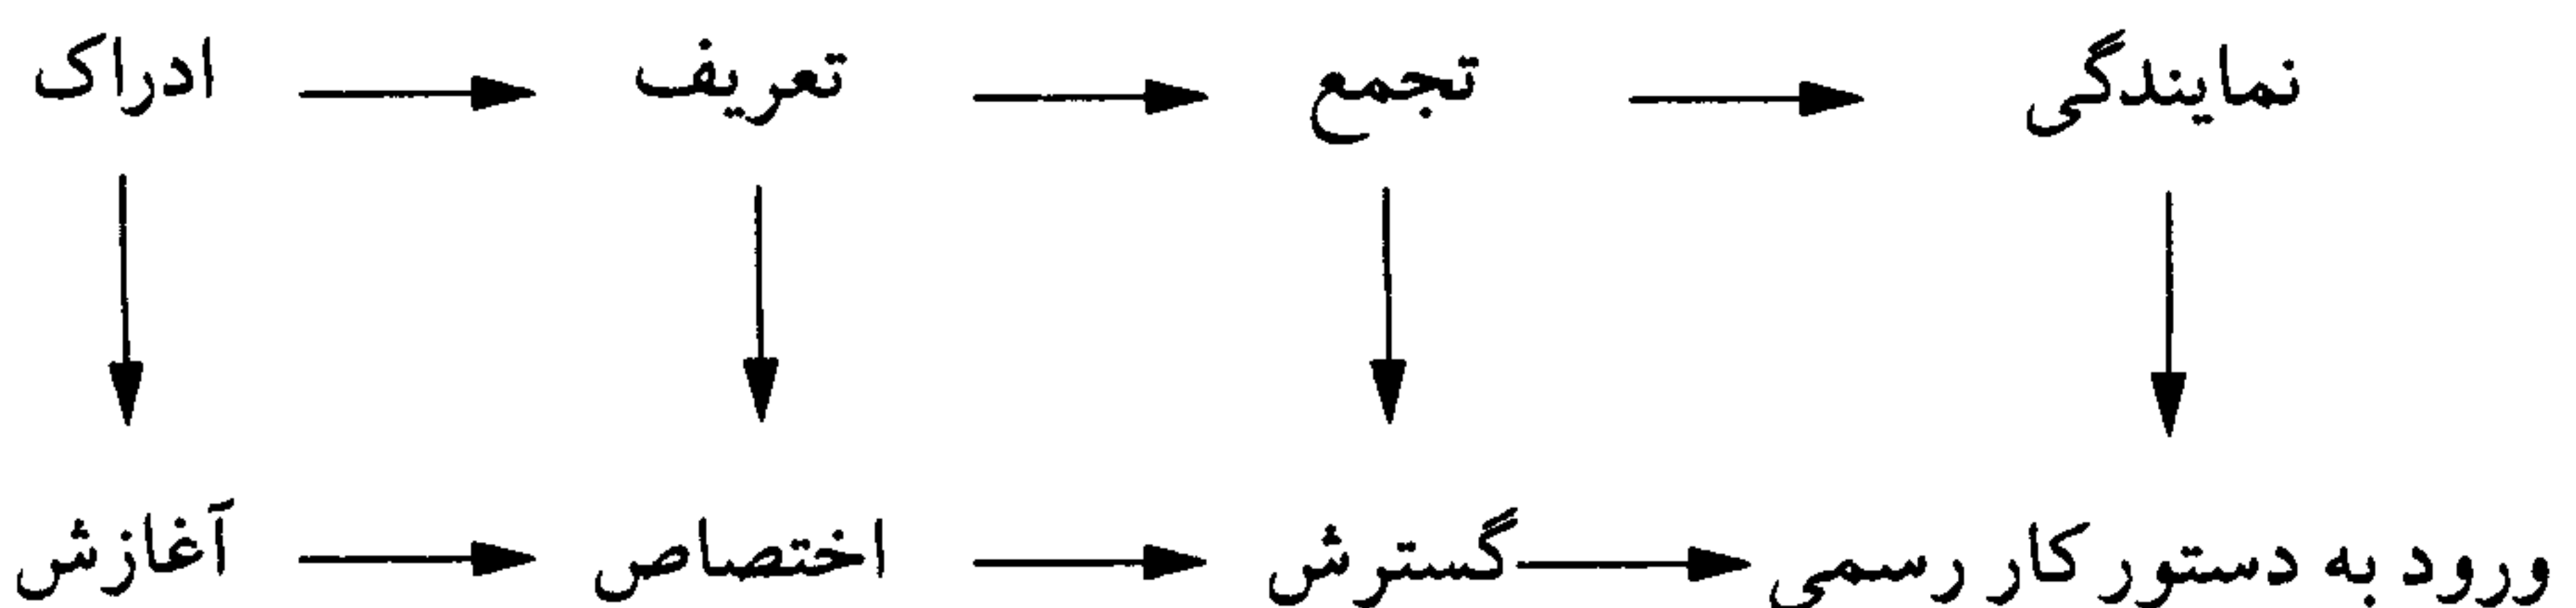 ادراک تعریف تجمع نمایندگی
آغازش اختصاص گسترش ورود به دستور کار رسمی